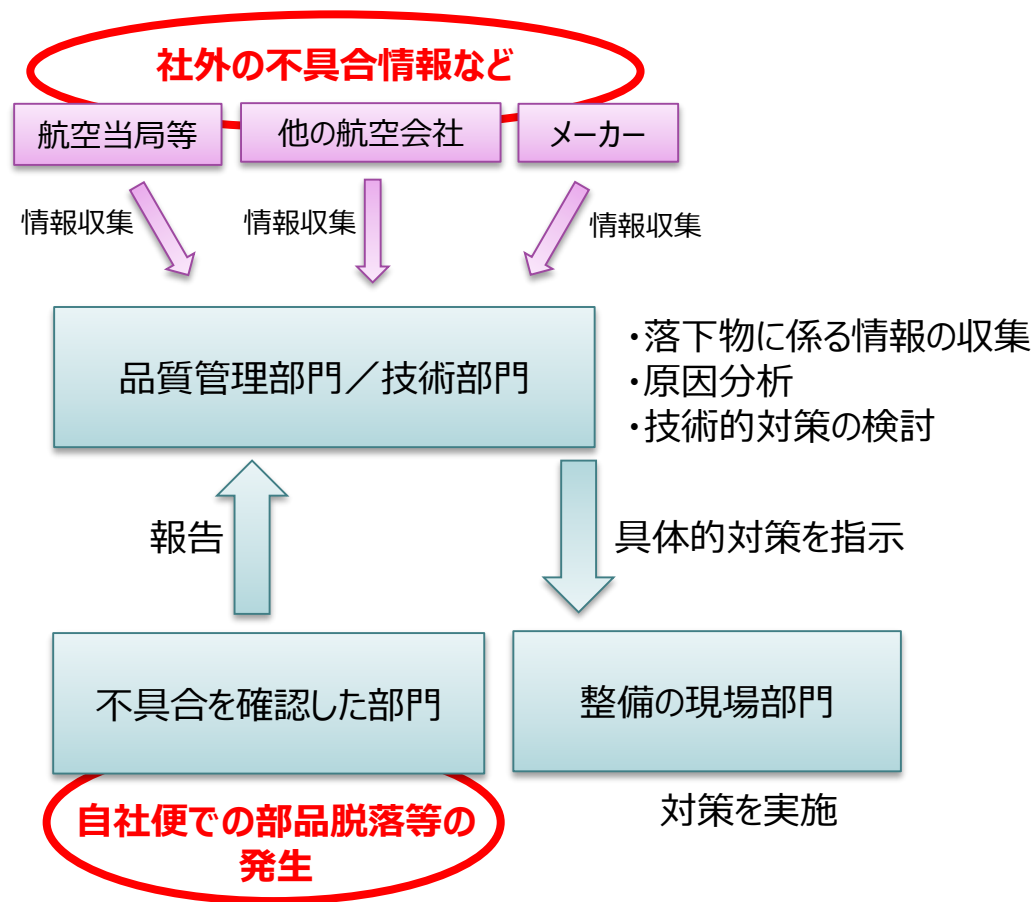 社外の不具合情報など
航空当局等
他の航空会社
メーカー
情報収集
情報収集
情報収集
品質管理部門／技術部門
・落下物に係る情報の収集
・原因分析
・技術的対策の検討
報告
具体的対策を指示
不具合を確認した部門
整備の現場部門
自社便での部品脱落等の
発生
対策を実施